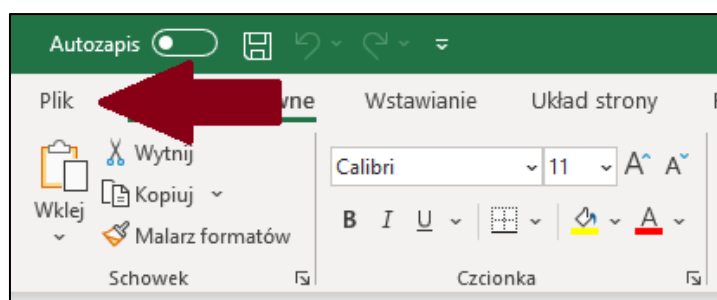 Autozapis
Plik
Wstawianie
Układ strony
Wytnij
Kopiuj
Malarz formatów
Wklej
Schowek
Calibri
11
A A
B I U A
Czcionka